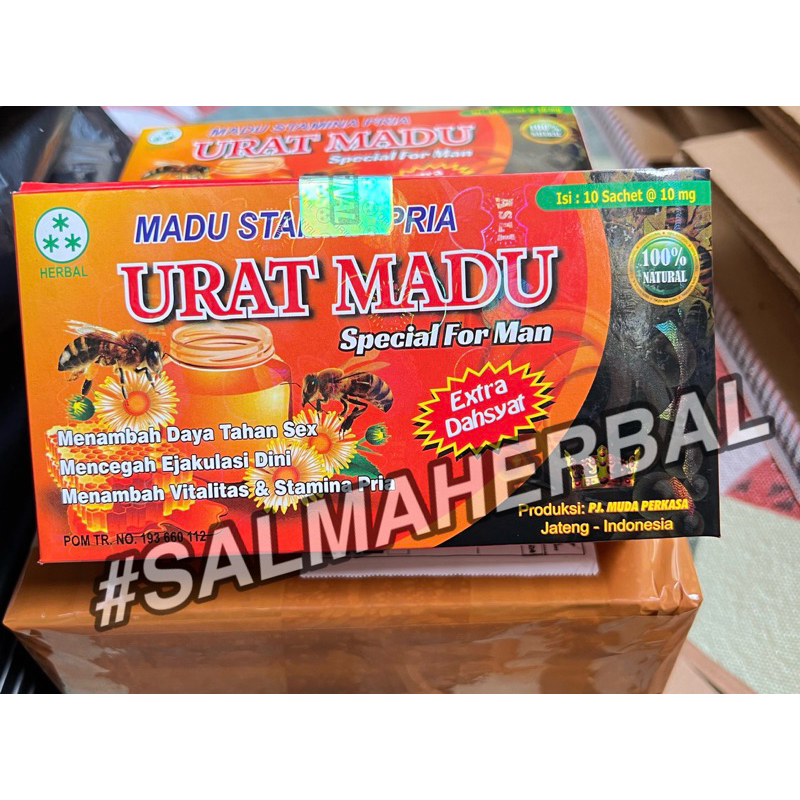 MADU STAMINA PRIA
URAT MADU
Special For Man
100%
NATURAL
Isi : 10 Sachet @ 10 mg
HERBAL
MADU STA PRIA
URAT MADU
Special For Man
100%
NATURAL
Extra
Dahsyat
Menambah Daya Tahan Sex
Mencegah Ejakulasi Dini
Menambah Vitalitas & Stamina Pria
Produksi: PJ. MUDA PERKASA
Jateng - Indonesia
POM TR. NO. 193 660 112
#SALMAHERBAL